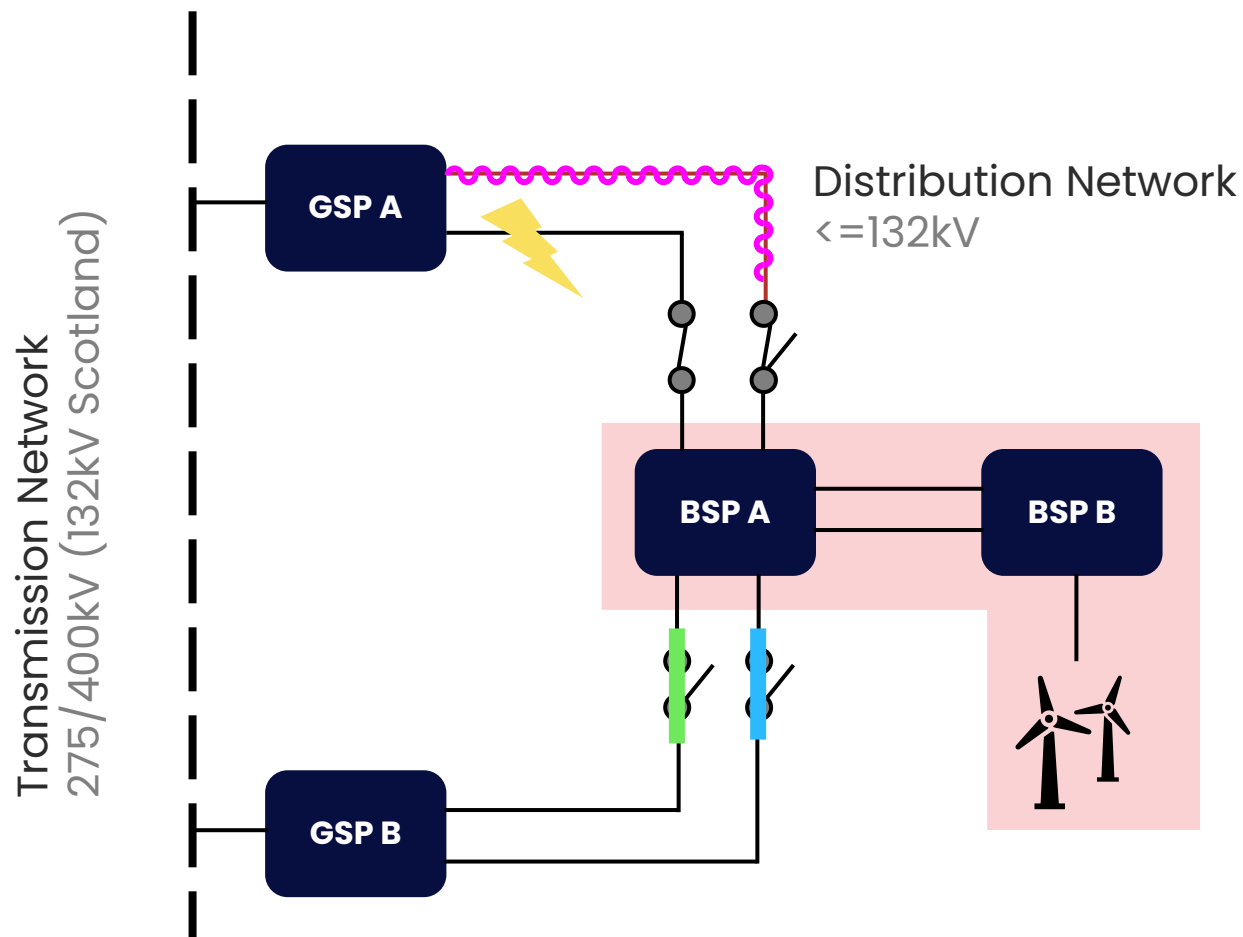 Transmission Network
275/400kV (132kV Scotland)
GSP A
Distribution Network
<=132kV
BSP A
BSP B
GSP B